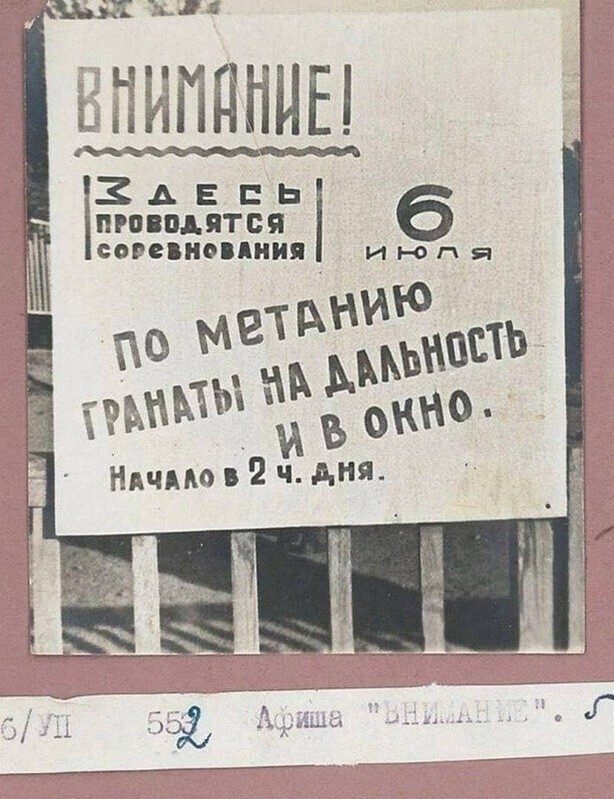 ВНИМАНИЕ!
ЗДЕСЬ
ПРОВОДЯТСЯ
СОРЕВНОВАНИЯ
6
ИЮЛЯ
ПО МЕТАНИЮ
ГРАНАТЫ НА ДАЛЬНОСТЬ
И В ОКНО.
НАЧАЛО В 2 Ч. ДНЯ.
6/УП 552 Афиша "ВНИМАНИЕ".